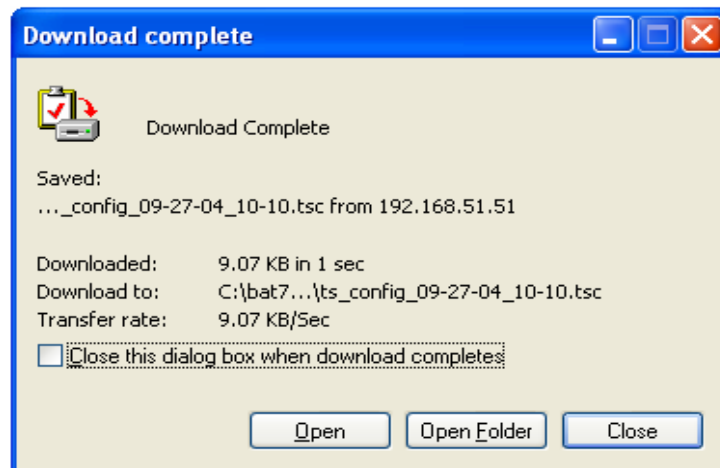 Download complete
Download Complete
Saved:
..._config_09-27-04_10-10.tsc from 192.168.51.51
Downloaded: 9.07 KB in 1 sec
Download to: C:\bat7...\ts_config_09-27-04_10-10.tsc
Transfer rate: 9.07 KB/Sec
Close this dialog box when download completes
Open Open Folder Close